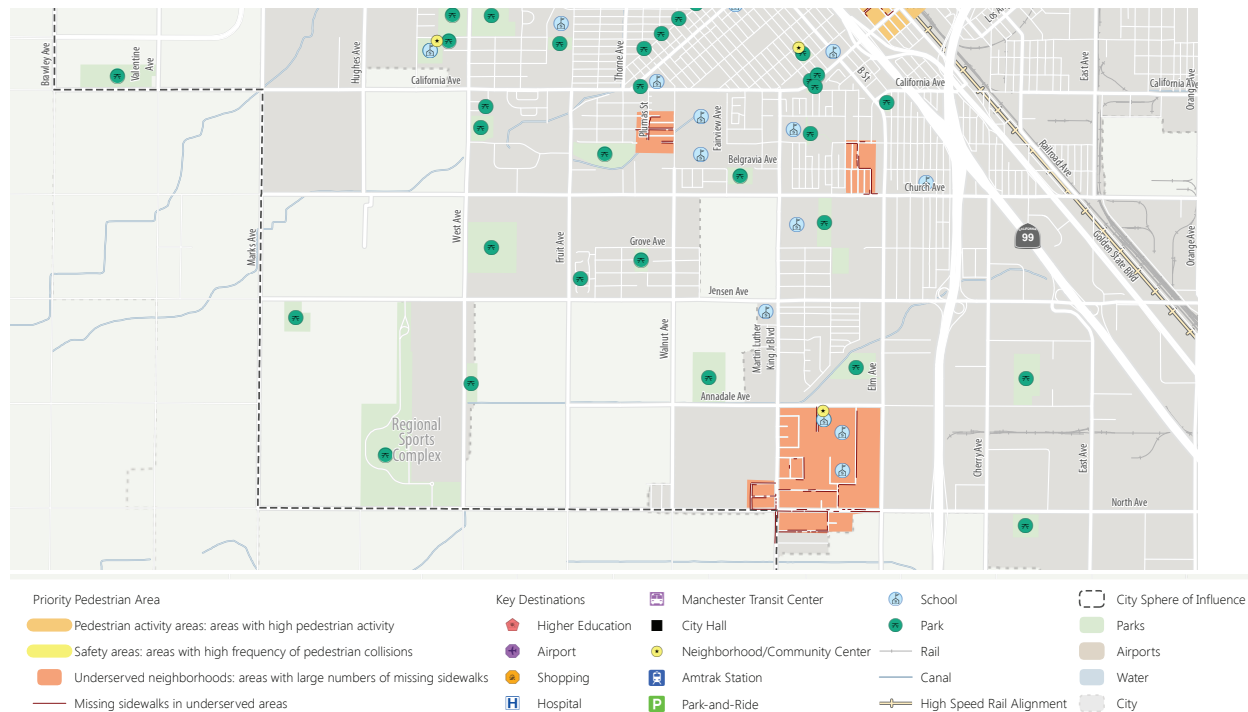 Brawley Ave
Valentine
Ave
Hughes Ave
California Ave
Thorne Ave
Plumas St
Fairview Ave
B St
California Ave
Los An
East Ave
California Av
Orange
Railroad Ave
Belgravia Ave
Church Ave
Marks Ave
West Ave
Fruit Ave
Grove Ave
CALIFORNIA
99
Golden State Blvd
Orange Ave
Jensen Ave
Walnut Ave
Martin Luther
King Jr Blvd
Elm Ave
Annadale Ave
Regional
Sports
Complex
Cherry Ave
East Ave
North Ave
Priority Pedestrian Area
Pedestrian activity areas: areas with high pedestrian activity
Safety areas: areas with high frequency of pedestrian collisions
Underserved neighborhoods: areas with large numbers of missing sidewalks
Missing sidewalks in underserved areas
Key Destinations
Higher Education
Airport
Shopping
H Hospital
Manchester Transit Center
City Hall
Neighborhood/Community Center
Amtrak Station
P Park-and-Ride
School
Park
Rail
Canal
High Speed Rail Alignment
City Sphere of Influence
Parks
Airports
Water
City